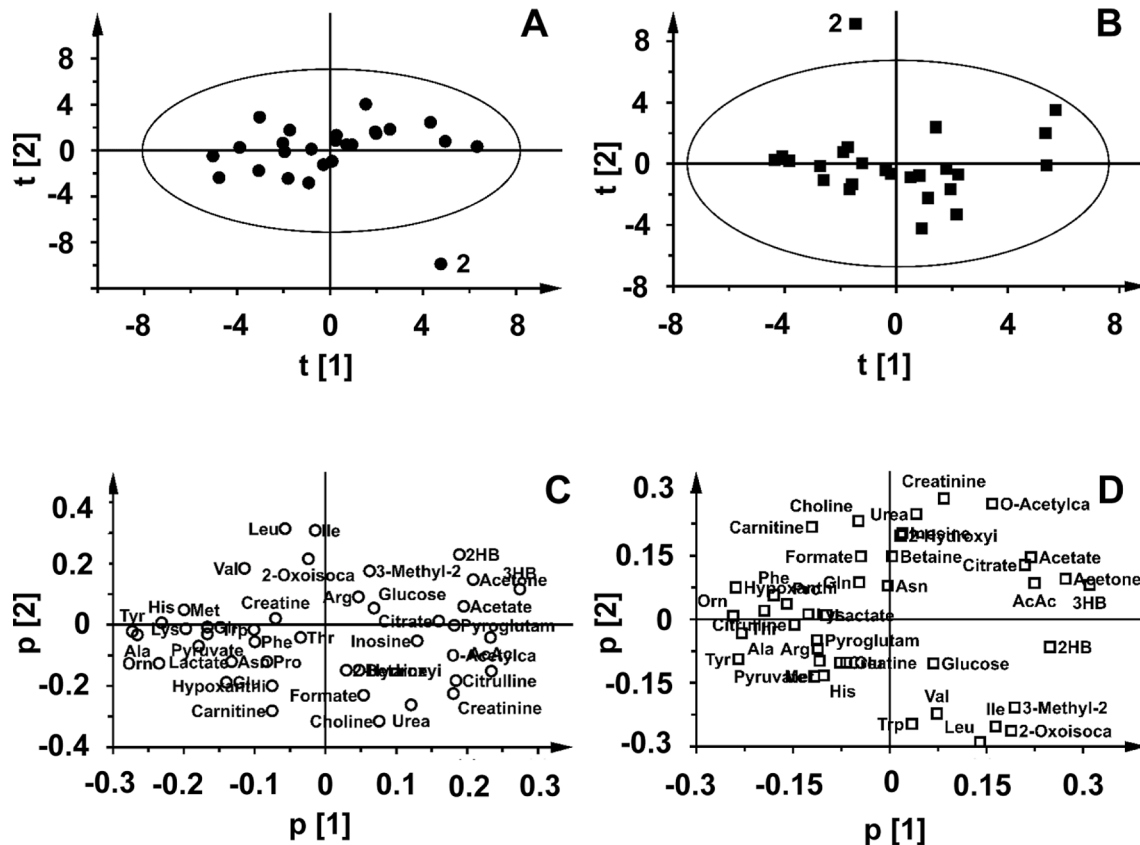 A
8
4
0
-4
-8
t [2]
2
-8 -4 0 4 8
t [1]
B
2
8
4
0
-4
-8
t [2]
-8 -4 0 4 8
t [1]
C
0.4
0.2
0
-0.2
-0.4
p [2]
Leu Ile
2HB
2-Oxoisoca 3-Methyl-2 3HB
Val Acetone
Arg Glucose
Creatine Acetate
His Met Citrate
Tyr Pyroglutam
Lys Trp Thr
Ala Phe Inosine
Pyruvate AcAc
Orn Lactate Asn Pro
Citrulline
Hypoxanthi
Formate Creatinine
Carnitine
Choline Urea
-0.3 -0.2 -0.1 0 0.1 0.2 0.3
p [1]
D
0.3
0.15
0
-0.15
-0.3
p [2]
Creatinine
Choline Urea O-Acetylca
Carnitine
2-Hydroxyi
Formate Betaine Acetate
Citrate
Phe Gln Asn Acetone
Orn AcAc 3HB
Citrulline
Thr
Ala Arg Pyroglutam 2HB
Tyr Glucose
Pyruvate
His Val Ile 3-Methyl-2
Trp Leu 2-Oxoisoca
-0.3 -0.15 0 0.15 0.3
p [1]